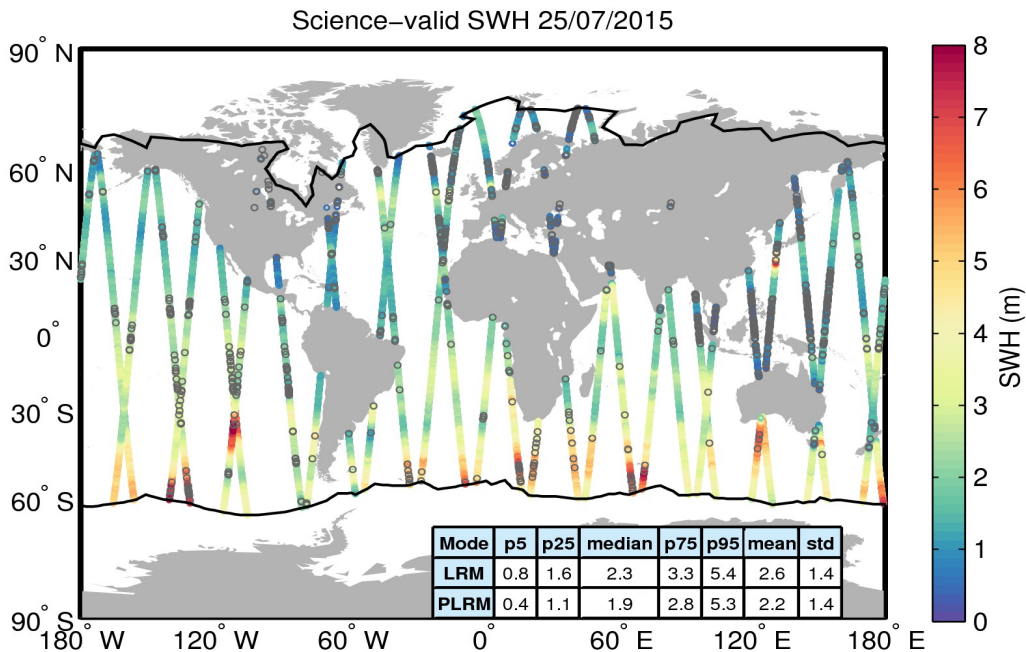 Science−valid SWH 25/07/2015
90° N
60° N
30° N
0°
30° S
60° S
90° S
180° W
120° W
60° W
0°
60° E
120° E
180° E
Mode p5 p25 median p75 p95 mean std
LRM 0.8 1.6 2.3 3.3 5.4 2.6 1.4
PLRM 0.4 1.1 1.9 2.8 5.3 2.2 1.4
8
7
6
5
4
3
2
1
0
SWH (m)